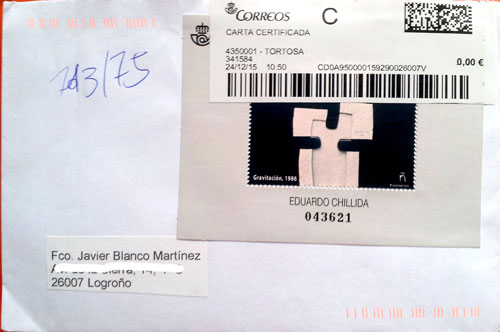 CORREOS C
CARTA CERTIFICADA
4350001 - TORTOSA
341584
24/12/15 10:50 CD0A950000159290026007V
0,00 €
Gravitación, 1986
EDUARDO CHILLIDA
043621
Fco. Javier Blanco Martínez
26007 Logroño